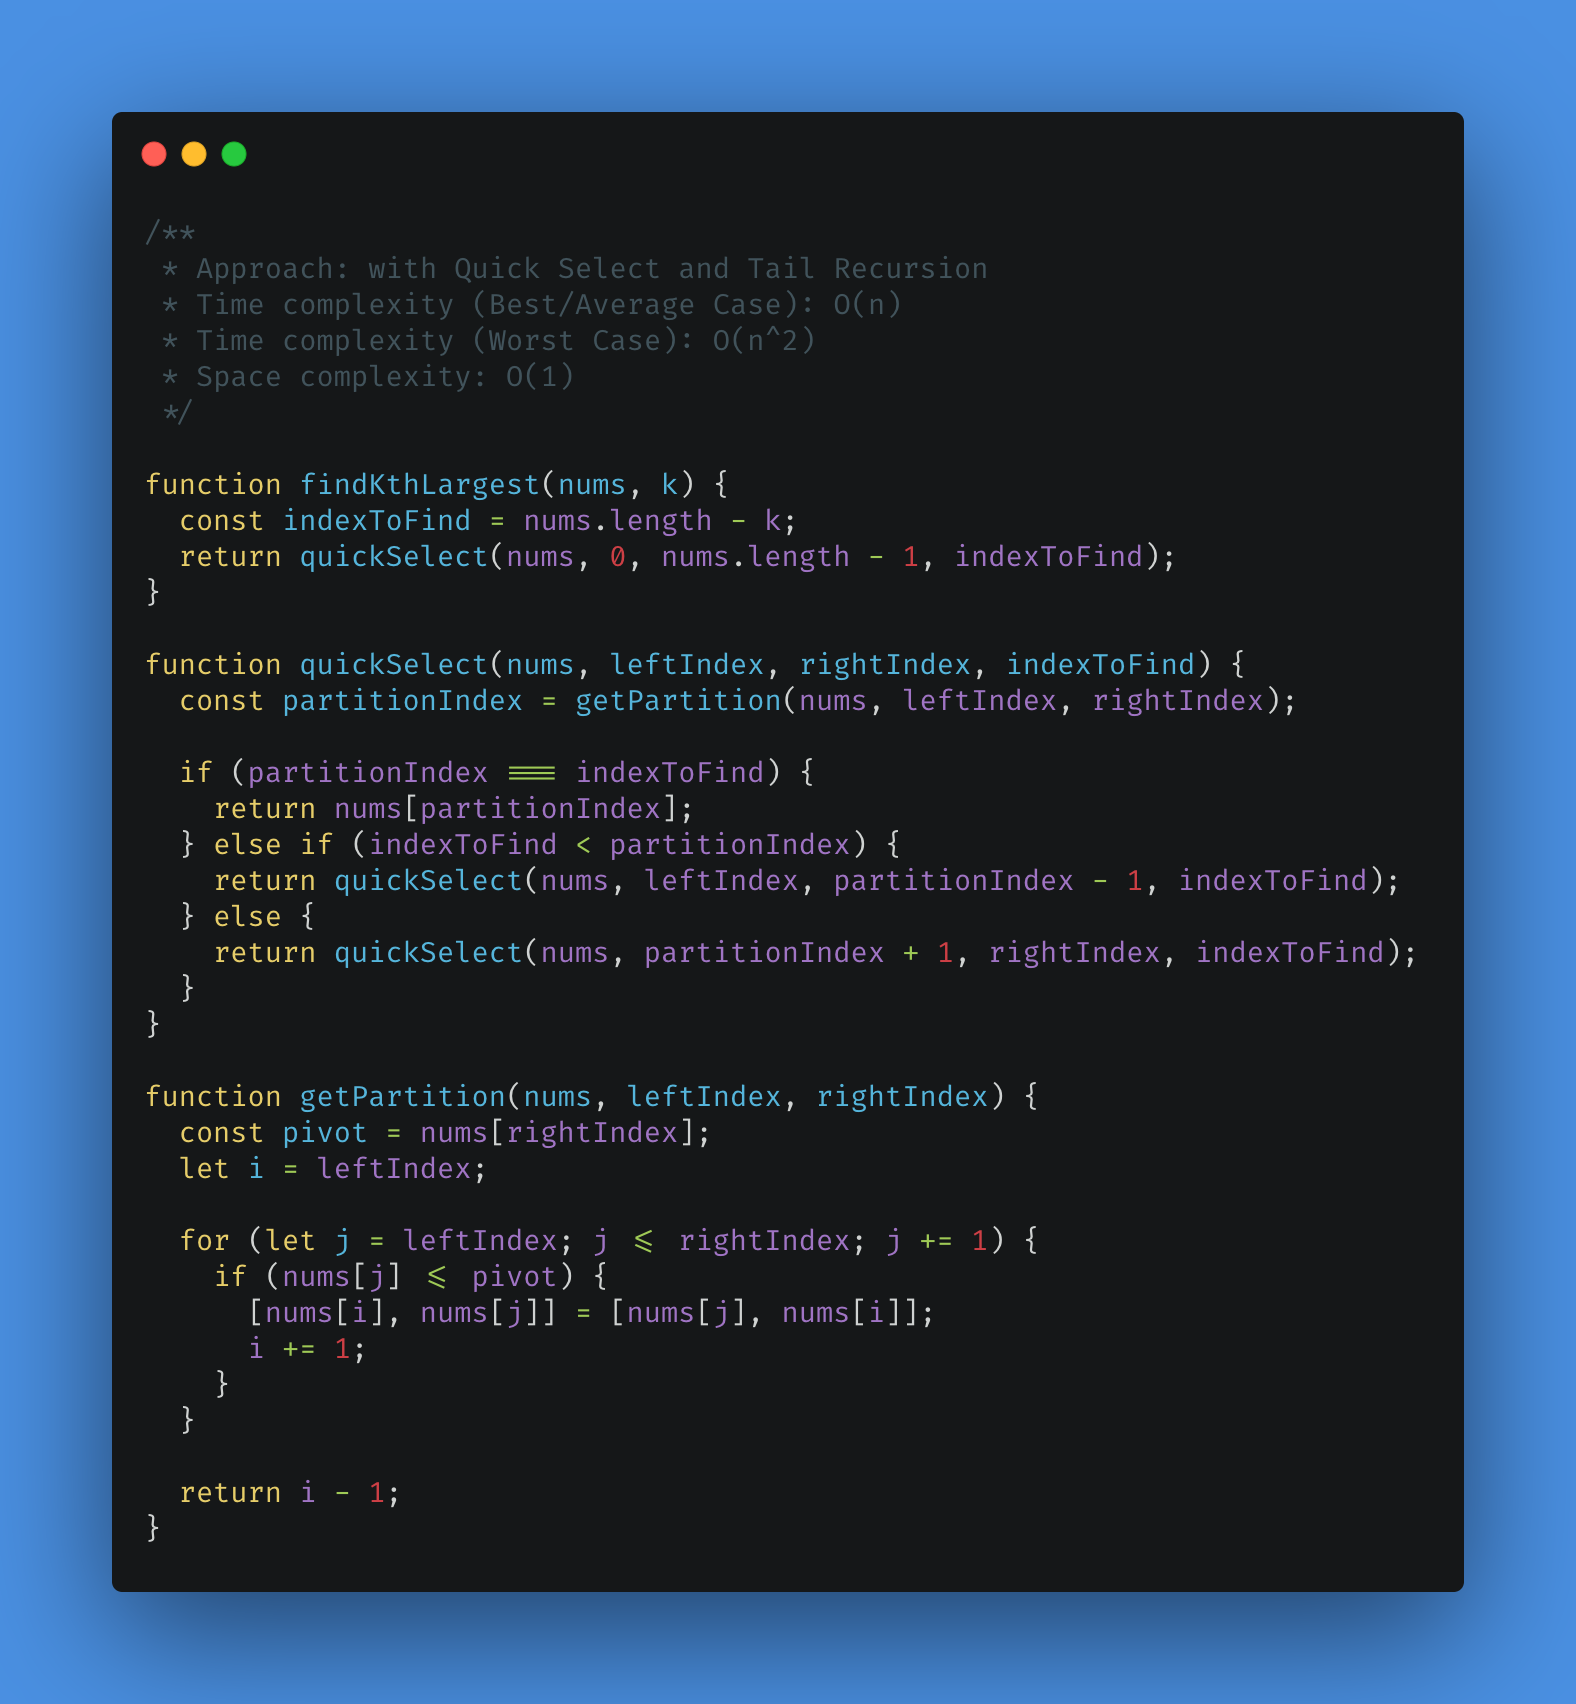 /**
 * Approach: with Quick Select and Tail Recursion
 * Time complexity (Best/Average Case): O(n)
 * Time complexity (Worst Case): O(n^2)
 * Space complexity: O(1)
 */

function findKthLargest(nums, k) {
  const indexToFind = nums.length - k;
  return quickSelect(nums, 0, nums.length - 1, indexToFind);
}

function quickSelect(nums, leftIndex, rightIndex, indexToFind) {
  const partitionIndex = getPartition(nums, leftIndex, rightIndex);

  if (partitionIndex === indexToFind) {
    return nums[partitionIndex];
  } else if (indexToFind < partitionIndex) {
    return quickSelect(nums, leftIndex, partitionIndex - 1, indexToFind);
  } else {
    return quickSelect(nums, partitionIndex + 1, rightIndex, indexToFind);
  }
}

function getPartition(nums, leftIndex, rightIndex) {
  const pivot = nums[rightIndex];
  let i = leftIndex;

  for (let j = leftIndex; j <= rightIndex; j += 1) {
    if (nums[j] <= pivot) {
      [nums[i], nums[j]] = [nums[j], nums[i]];
      i += 1;
    }
  }

  return i - 1;
}